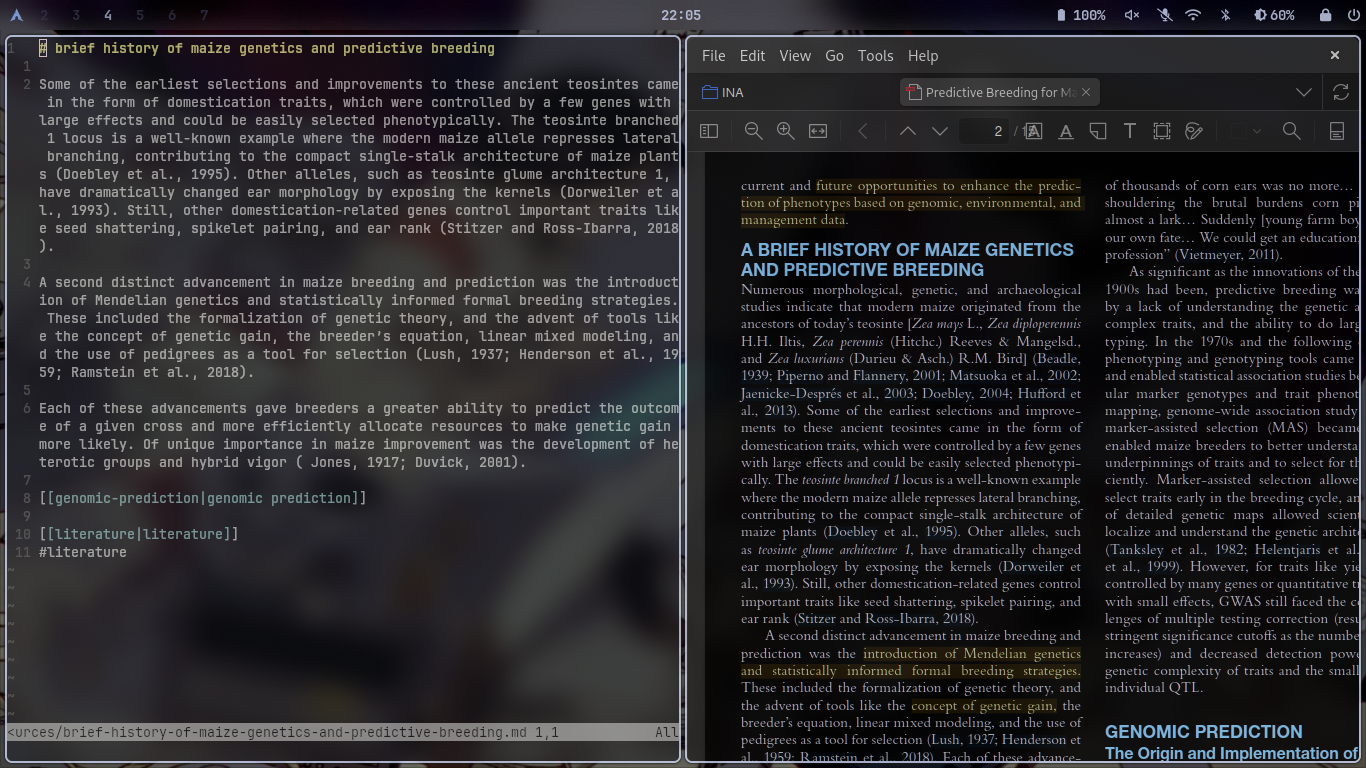 2 3 4 5 6 7
22:05
100%
60%
1 # brief history of maize genetics and predictive breeding
1
2 Some of the earliest selections and improvements to these ancient teosintes came
in the form of domestication traits, which were controlled by a few genes with
large effects and could be easily selected phenotypically. The teosinte branched
1 locus is a well-known example where the modern maize allele represses lateral
branching, contributing to the compact single-stalk architecture of maize plant
s (Doebley et al., 1995). Other alleles, such as teosinte glume architecture 1,
have dramatically changed ear morphology by exposing the kernels (Dorweiler et a
l., 1993). Still, other domestication-related genes control important traits lik
e seed shattering, spikelet pairing, and ear rank (Stitzer and Ross-Ibarra, 2018
).
3
4 A second distinct advancement in maize breeding and prediction was the introduct
ion of Mendelian genetics and statistically informed formal breeding strategies.
These included the formalization of genetic theory, and the advent of tools lik
e the concept of genetic gain, the breeder's equation, linear mixed modeling, an
d the use of pedigrees as a tool for selection (Lush, 1937; Henderson et al., 19
59; Ramstein et al., 2018).
5
6 Each of these advancements gave breeders a greater ability to predict the outcom
e of a given cross and more efficiently allocate resources to make genetic gain
more likely. Of unique importance in maize improvement was the development of he
terotic groups and hybrid vigor ( Jones, 1917; Duvick, 2001).
7
8 [[genomic-prediction|genomic prediction]]
9
10 [[literature|literature]]
11 #literature
~
~
~
~
~
~
~
~
~
<urces/brief-history-of-maize-genetics-and-predictive-breeding.md 1,1 All
File Edit View Go Tools Help
INA
Predictive Breeding for Ma
2 /
current and future opportunities to enhance the predic-
tion of phenotypes based on genomic, environmental, and
management data.
A BRIEF HISTORY OF MAIZE GENETICS
AND PREDICTIVE BREEDING
Numerous morphological, genetic, and archaeological
studies indicate that modern maize originated from the
ancestors of today's teosinte [Zea mays L., Zea diploperennis
H.H. Iltis, Zea perennis (Hitchc.) Reeves & Mangelsd.,
and Zea luxurians (Durieu & Asch.) R.M. Bird] (Beadle,
1939; Piperno and Flannery, 2001; Matsuoka et al., 2002;
Jaenicke-Després et al., 2003; Doebley, 2004; Hufford et
al., 2013). Some of the earliest selections and improve-
ments to these ancient teosintes came in the form of
domestication traits, which were controlled by a few genes
with large effects and could be easily selected phenotypi-
cally. The teosinte branched 1 locus is a well-known example
where the modern maize allele represses lateral branching,
contributing to the compact single-stalk architecture of
maize plants (Doebley et al., 1995). Other alleles, such
as teosinte glume architecture 1, have dramatically changed
ear morphology by exposing the kernels (Dorweiler et
al., 1993). Still, other domestication-related genes control
important traits like seed shattering, spikelet pairing, and
ear rank (Stitzer and Ross-Ibarra, 2018).
A second distinct advancement in maize breeding and
prediction was the introduction of Mendelian genetics
and statistically informed formal breeding strategies.
These included the formalization of genetic theory, and
the advent of tools like the concept of genetic gain, the
breeder's equation, linear mixed modeling, and the use of
pedigrees as a tool for selection (Lush, 1937; Henderson et
al., 1959; Ramstein et al., 2018). Each of these advance-
of thousands of corn ears was no more…
shouldering the brutal burdens corn pi
almost a lark… Suddenly [young farm boy
our own fate… We could get an education
profession" (Vietmeyer, 2011).
As significant as the innovations of the
1900s had been, predictive breeding wa
by a lack of understanding the genetic a
complex traits, and the ability to do larg
typing. In the 1970s and the following
phenotyping and genotyping tools came
and enabled statistical association studies be
ular marker genotypes and trait phenot
mapping, genome-wide association study
marker-assisted selection (MAS) became
enabled maize breeders to better understa
underpinnings of traits and to select for th
ciently. Marker-assisted selection allowe
select traits early in the breeding cycle, an
of detailed genetic maps allowed scient
localize and understand the genetic archite
(Tanksley et al., 1982; Helentjaris et al.
et al., 1999). However, for traits like yie
controlled by many genes or quantitative tr
with small effects, GWAS still faced the co
lenges of multiple testing correction (resu
stringent significance cutoffs as the numbe
increases) and decreased detection powe
genetic complexity of traits and the small
individual QTL.
GENOMIC PREDICTION
The Origin and Implementation of